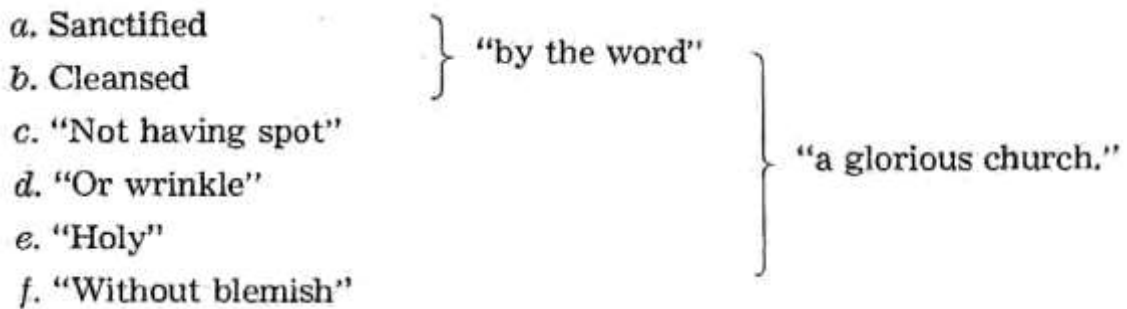 a. Sanctified
"by the word"
b. Cleansed
c. "Not having spot"
"a glorious church."
d. "Or wrinkle"
e. "Holy"
f. "Without blemish"